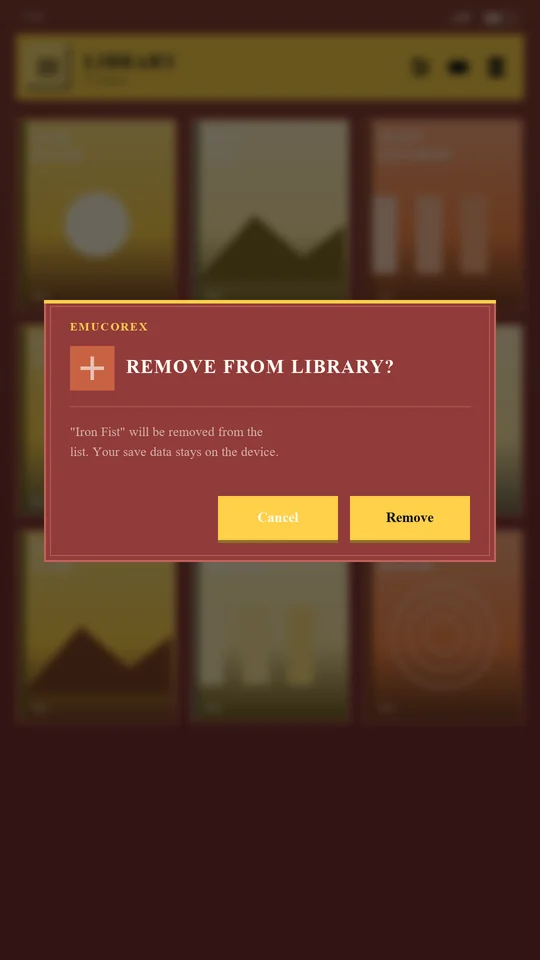 LIBRARY
EMUCOREX
REMOVE FROM LIBRARY?
"Iron Fist" will be removed from the
list. Your save data stays on the device.
Cancel
Remove